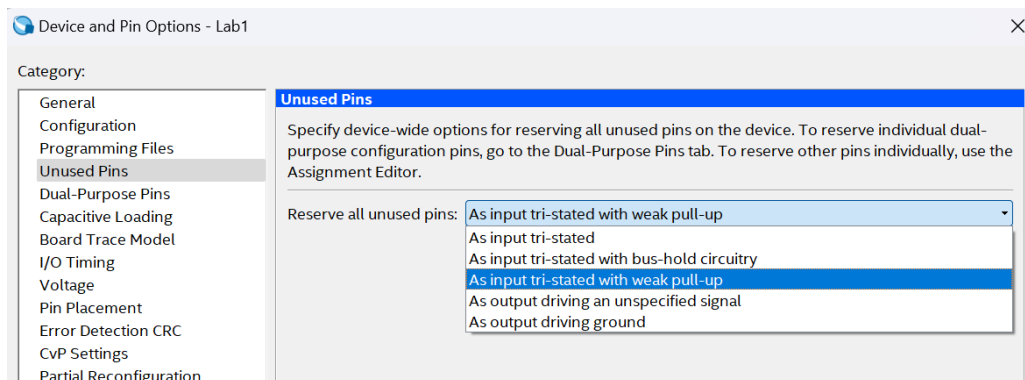 Device and Pin Options - Lab1
Category:
General
Configuration
Programming Files
Unused Pins
Dual-Purpose Pins
Capacitive Loading
Board Trace Model
I/O Timing
Voltage
Pin Placement
Error Detection CRC
CvP Settings
Partial Reconfiguration
Unused Pins
Specify device-wide options for reserving all unused pins on the device. To reserve individual dual-
purpose configuration pins, go to the Dual-Purpose Pins tab. To reserve other pins individually, use the
Assignment Editor.
Reserve all unused pins: As input tri-stated with weak pull-up
As input tri-stated
As input tri-stated with bus-hold circuitry
As input tri-stated with weak pull-up
As output driving an unspecified signal
As output driving ground